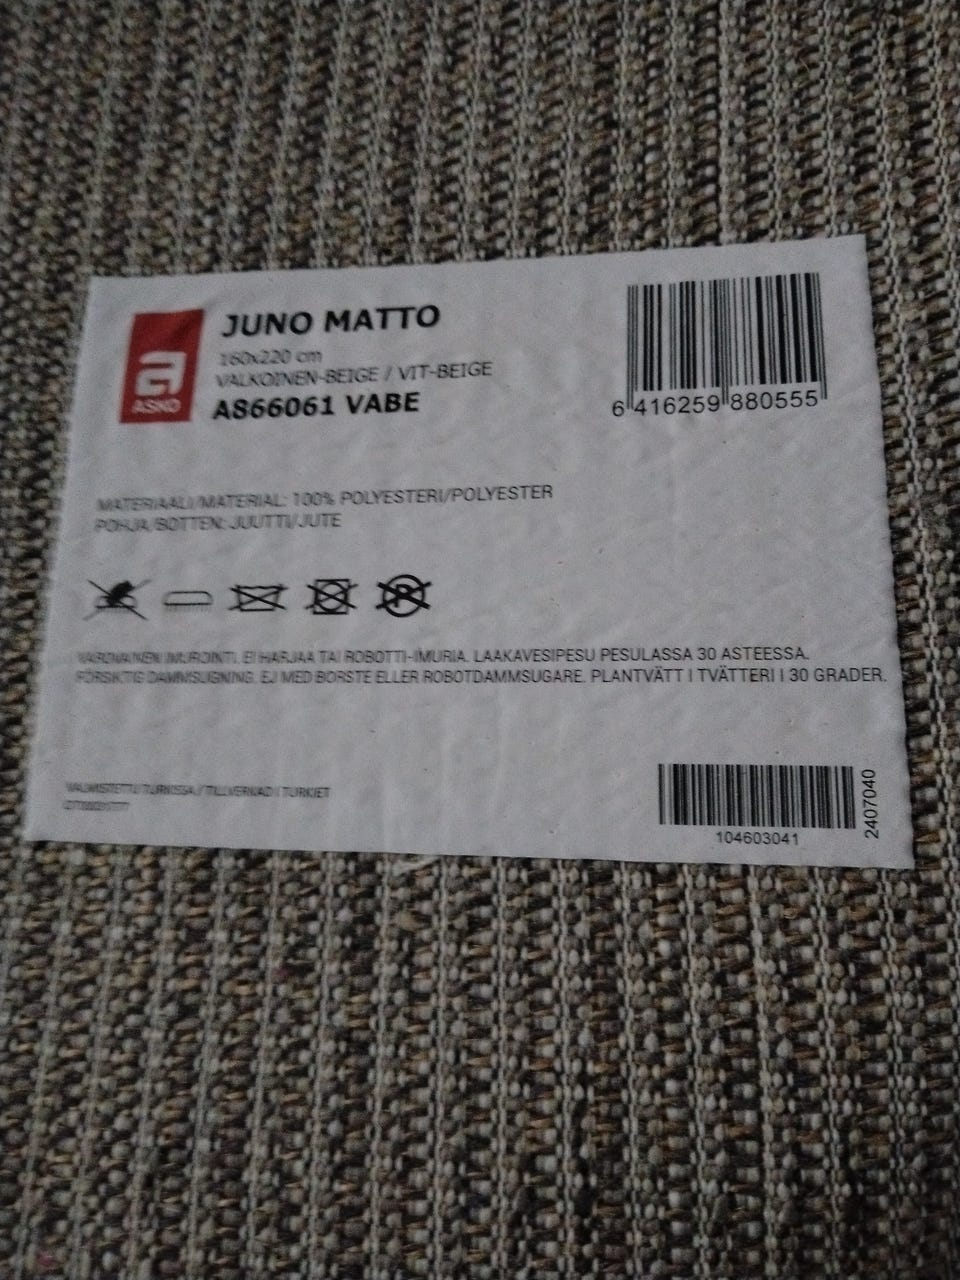 JUNO MATTO
160x220 cm
VALKOINEN-BEIGE / VIT-BEIGE
A866061 VABE
ASKO
6 416259 880555
MATERIAALI/MATERIAL: 100% POLYESTERI/POLYESTER
POHJA/BOTTEN: JUUTTI/JUTE
P
VAROVAINEN IMUROINTI. EI HARJAA TAI ROBOTTI-IMURIA. LAAKAVESIPESU PESULASSA 30 ASTEESSA.
FÖRSIKTIG DAMMSUGNING. EJ MED BORSTE ELLER ROBOTDAMMSUGARE. PLANTVÄTT I TVÄTTERI I 30 GRADER.
VALMISTETTU TURKISSA / TILLVERKAD I TURKIET
104603041
2407040